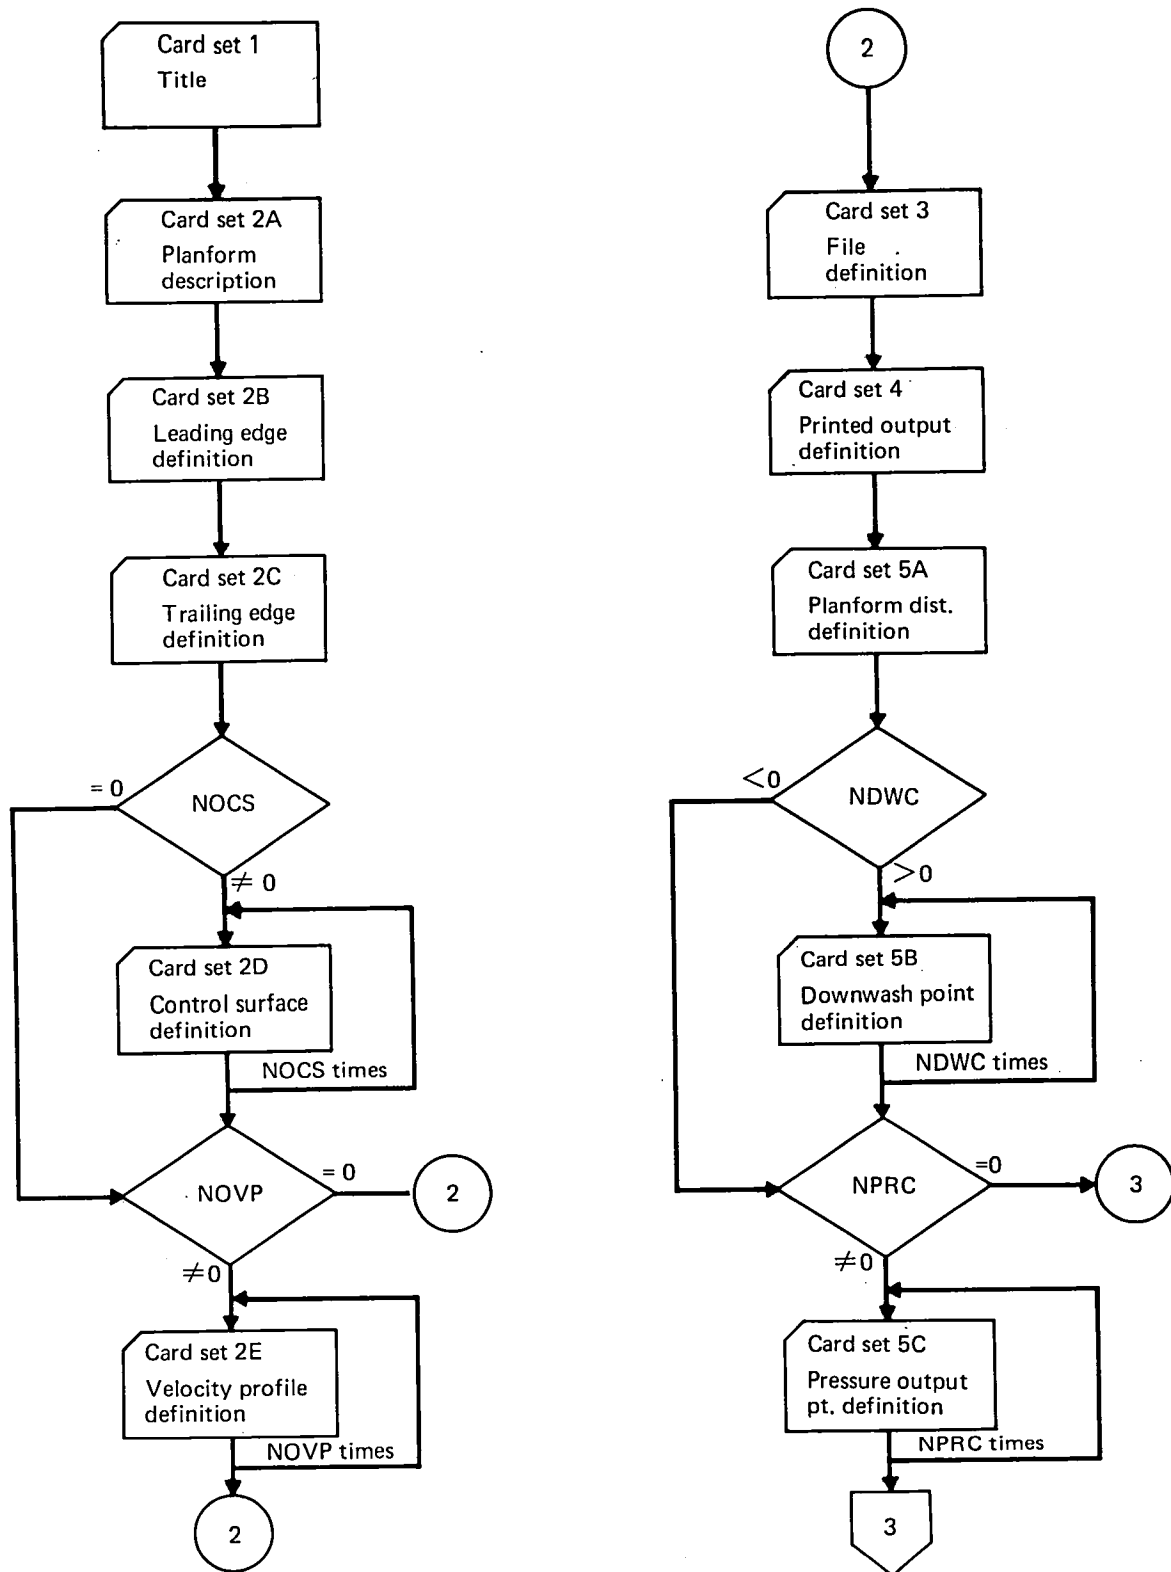 Card set 1
Title
Card set 2A
Planform
description
Card set 2B
Leading edge
definition
Card set 2C
Trailing edge
definition
= 0
NOCS
≠ 0
Card set 2D
Control surface
definition
NOCS times
NOVP
= 0
2
≠0
Card set 2E
Velocity profile
definition
NOVP times
2
2
Card set 3
File
definition
Card set 4
Printed output
definition
Card set 5A
Planform dist.
definition
<0
NDWC
>0
Card set 5B
Downwash point
definition
NDWC times
NPRC
=0
3
≠0
Card set 5C
Pressure output
pt. definition
NPRC times
3